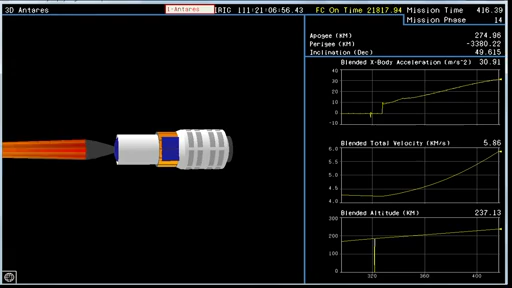 3D Antares
1-Antares
IRIG 111:21:06:56.43
FC On Time 21817.94
Mission Time 416.39
Mission Phase 14
Apogee (KM) 274.96
Perigee (KM) -3380.22
Inclination (Dec) 49.615
Blended X-Body Acceleration (m/s^2) 30.91
40
30
20
10
0
-10
Blended Total Velocity (KM/s) 5.86
6.0
5.5
5.0
4.5
4.0
Blended Altitude (KM) 237.13
300
200
100
0
320 360 400